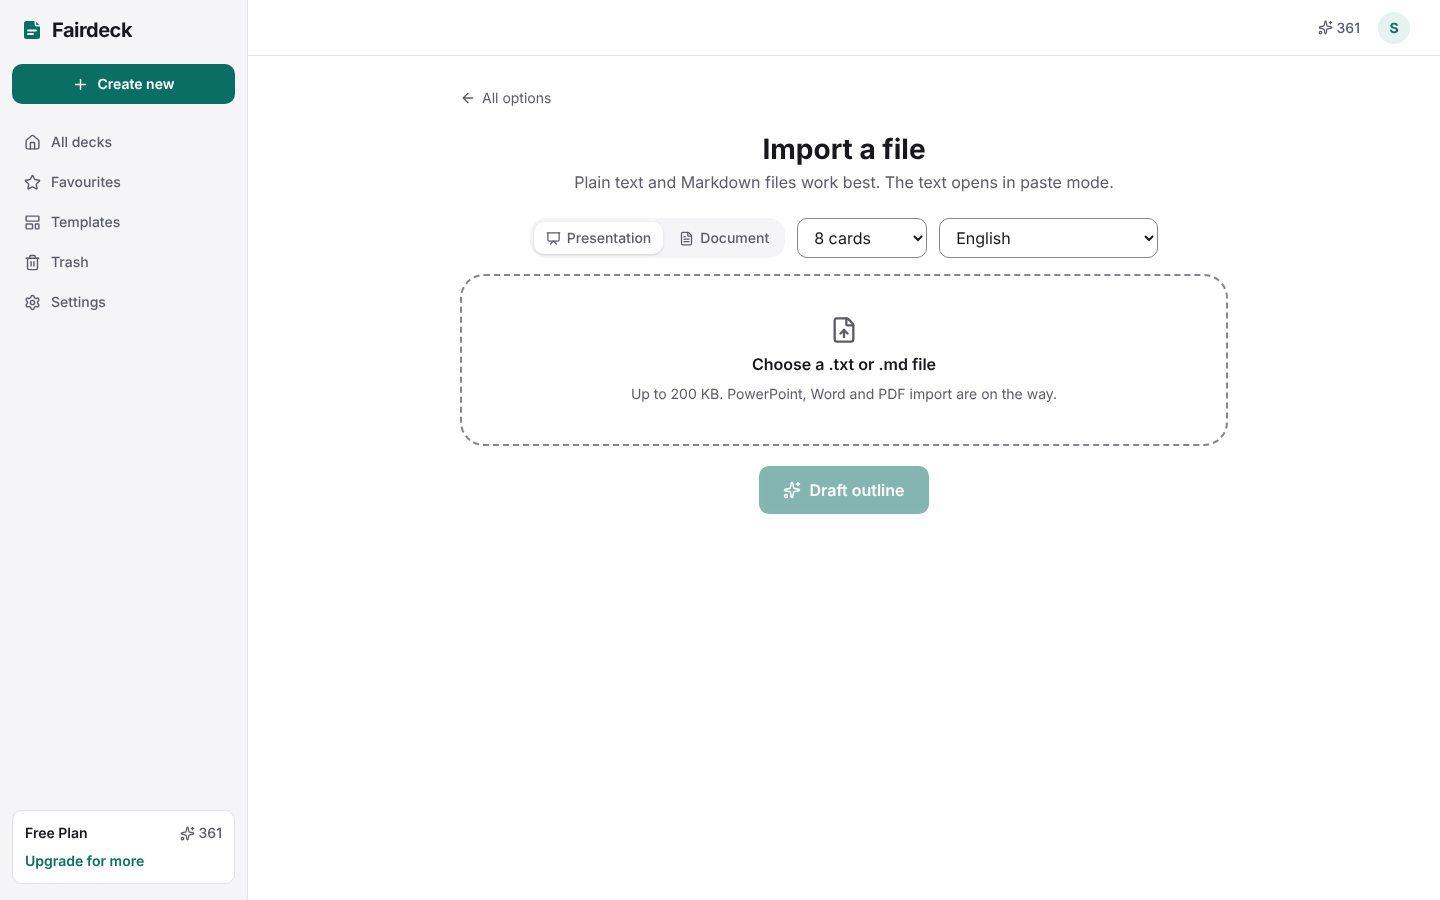 Fairdeck
361
S
Create new
All decks
Favourites
Templates
Trash
Settings
All options
Import a file
Plain text and Markdown files work best. The text opens in paste mode.
Presentation
Document
8 cards
English
Choose a .txt or .md file
Up to 200 KB. PowerPoint, Word and PDF import are on the way.
Draft outline
Free Plan
361
Upgrade for more